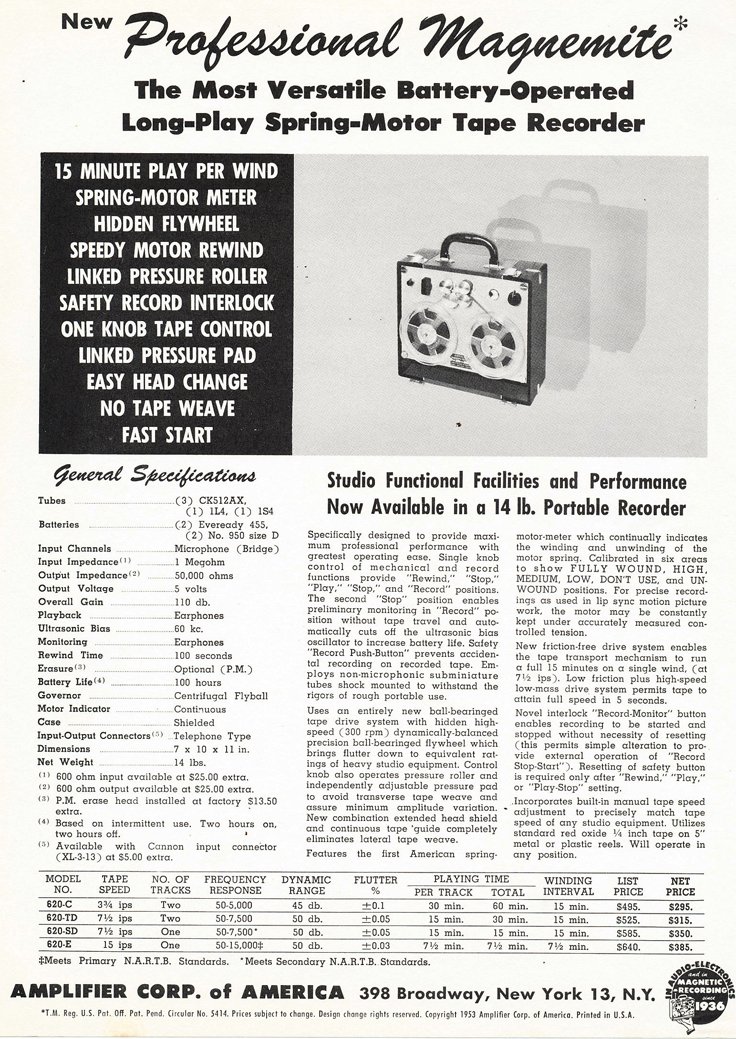 New Professional Magnemite*
The Most Versatile Battery-Operated
Long-Play Spring-Motor Tape Recorder
15 MINUTE PLAY PER WIND
SPRING-MOTOR METER
HIDDEN FLYWHEEL
SPEEDY MOTOR REWIND
LINKED PRESSURE ROLLER
SAFETY RECORD INTERLOCK
ONE KNOB TAPE CONTROL
LINKED PRESSURE PAD
EASY HEAD CHANGE
NO TAPE WEAVE
FAST START
General Specifications
Tubes (3) CK512AX,
(1) 1L4, (1) 1S4
Batteries (2) Eveready 455,
(2) No. 950 size D
Input Channels Microphone (Bridge)
Input Impedance(1) 1 Megohm
Output Impedance(2) 50,000 ohms
Output Voltage 5 volts
Overall Gain 110 db.
Playback Earphones
Ultrasonic Bias 60 kc.
Monitoring Earphones
Rewind Time 100 seconds
Erasure(3) Optional (P.M.)
Battery Life(4) 100 hours
Governor Centrifugal Flyball
Motor Indicator Continuous
Case Shielded
Input-Output Connectors(5) Telephone Type
Dimensions 7 x 10 x 11 in.
Net Weight 14 lbs.
(1) 600 ohm input available at $25.00 extra.
(2) 600 ohm output available at $25.00 extra.
(3) P.M. erase head installed at factory $13.50
extra.
(4) Based on intermittent use. Two hours on,
two hours off.
(5) Available with Cannon input connector
(XL-3-13) at $5.00 extra.
Studio Functional Facilities and Performance
Now Available in a 14 lb. Portable Recorder
Specifically designed to provide maxi-
mum professional performance with
greatest operating ease. Single knob
control of mechanical and record
functions provide "Rewind," "Stop,"
"Play," "Stop," and "Record" positions.
The second "Stop" position enables
preliminary monitoring in "Record" po-
sition without tape travel and auto-
matically cuts off the ultrasonic bias
oscillator to increase battery life. Safety
"Record Push-Button" prevents acciden-
tal recording on recorded tape. Em-
ploys non-microphonic subminiature
tubes shock mounted to withstand the
rigors of rough portable use.
Uses an entirely new ball-bearinged
tape drive system with hidden high-
speed (300 rpm) dynamically-balanced
precision ball-bearinged flywheel which
brings flutter down to equivalent rat-
ings of heavy studio equipment. Control
knob also operates pressure roller and
independently adjustable pressure pad
to avoid transverse tape weave and
assure minimum amplitude variation.
New combination extended head shield
and continuous tape guide completely
eliminates lateral tape weave.
Features the first American spring-
motor-meter which continually indicates
the winding and unwinding of the
motor spring. Calibrated in six areas
to show FULLY WOUND, HIGH,
MEDIUM, LOW, DON'T USE, and UN-
WOUND positions. For precise record-
ings as used in lip sync motion picture
work, the motor may be constantly
kept under accurately measured con-
trolled tension.
New friction-free drive system enables
the tape transport mechanism to run
a full 15 minutes on a single wind, (at
7½ ips). Low friction plus high-speed
low-mass drive system permits tape to
attain full speed in 5 seconds.
Novel interlock "Record-Monitor" button
enables recording to be started and
stopped without necessity of resetting
(this permits simple alteration to pro-
vide external operation of "Record
Stop-Start"). Resetting of safety button
is required only after "Rewind," "Play,"
or "Play-Stop" setting.
Incorporates built-in manual tape speed
adjustment to precisely match tape
speed of any studio equipment. Utilizes
standard red oxide ¼ inch tape on 5"
metal or plastic reels. Will operate in
any position.
MODEL NO. TAPE SPEED NO. OF TRACKS FREQUENCY RESPONSE DYNAMIC RANGE FLUTTER % PLAYING TIME PER TRACK TOTAL WINDING INTERVAL LIST PRICE NET PRICE
620-C 3¾ ips Two 50-5,000 45 db. ±0.1 30 min. 60 min. 15 min. $495. $295.
620-TD 7½ ips Two 50-7,500 50 db. ±0.05 15 min. 30 min. 15 min. $525. $315.
620-SD 7½ ips One 50-7,500* 50 db. ±0.05 15 min. 15 min. 15 min. $585. $350.
620-E 15 ips One 50-15,000‡ 50 db. ±0.03 7½ min. 7½ min. 7½ min. $640. $385.
‡Meets Primary N.A.R.T.B. Standards. *Meets Secondary N.A.R.T.B. Standards.
AMPLIFIER CORP. of AMERICA 398 Broadway, New York 13, N.Y.
IN AUDIO-ELECTRONICS
and in
MAGNETIC
RECORDING
since
1936
*T.M. Reg. U.S. Pat. Off. Pat. Pend. Circular No. 5414. Prices subject to change. Design change rights reserved. Copyright 1953 Amplifier Corp. of America. Printed in U.S.A.